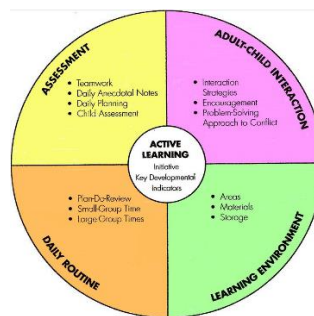 ASSESSMENT
• Teamwork
• Daily Anecdotal Notes
• Daily Planning
• Child Assessment
ADULT-CHILD INTERACTION
• Interaction
Strategies
• Encouragement
• Problem-Solving
Approach to Conflict
ACTIVE
LEARNING
Initiative
Key Developmental
Indicators
DAILY ROUTINE
• Plan-Do-Review
• Small-Group Time
• Large Group Times
LEARNING ENVIRONMENT
• Areas
• Materials
• Storage